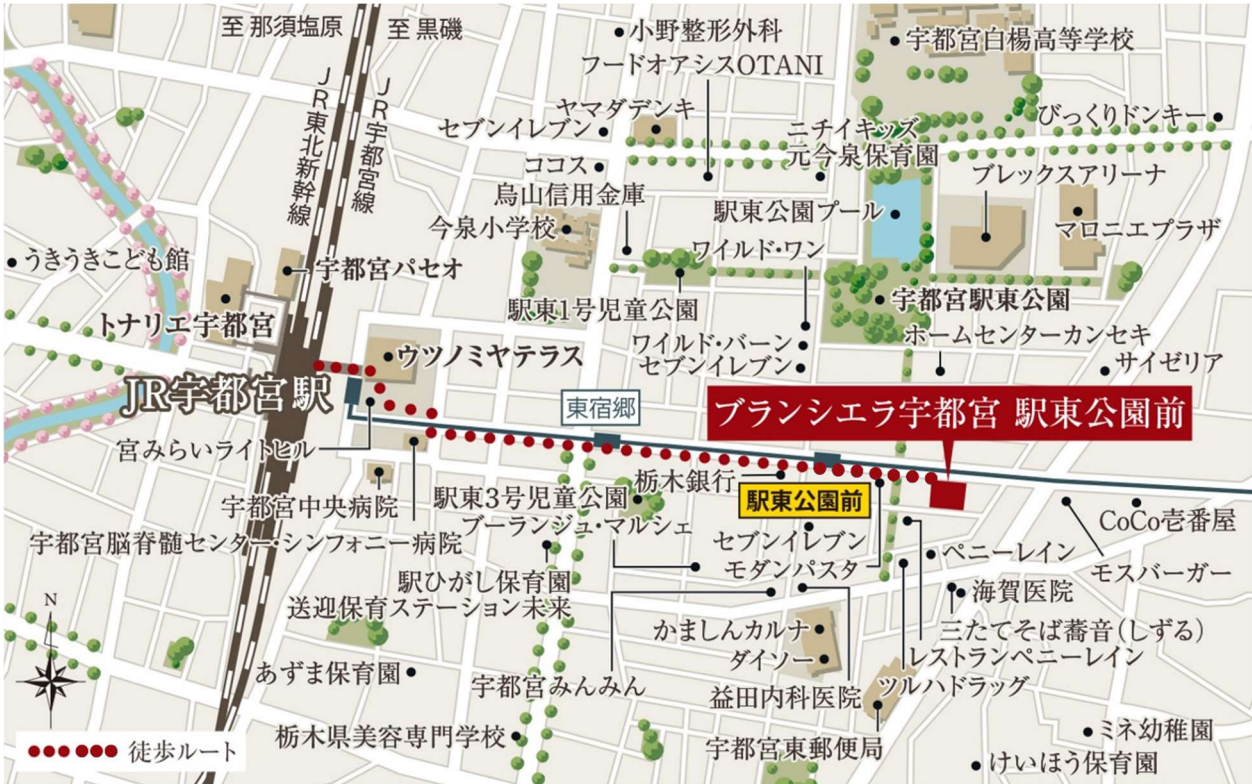 至 那須塩原
至 黒磯
小野整形外科
宇都宮白楊高等学校
フードオアシスOTANI
JR東北新幹線
JR宇都宮線
ヤマダデンキ
セブンイレブン
ニチイキッズ
元今泉保育園
びっくりドンキー
ココス
烏山信用金庫
今泉小学校
駅東公園プール
ブレックスアリーナ
マロニエプラザ
ワイルド・ワン
うきうきこども館
宇都宮パセオ
駅東1号児童公園
宇都宮駅東公園
トナリエ宇都宮
ワイルド・バーン
セブンイレブン
ホームセンターカンセキ
サイゼリア
ウツノミヤテラス
JR宇都宮駅
東宿郷
ブランシエラ宇都宮 駅東公園前
宮みらいライトヒル
栃木銀行
駅東公園前
宇都宮中央病院
駅東3号児童公園
ブーランジュ・マルシェ
CoCo壱番屋
宇都宮脳脊髄センター・シンフォニー病院
セブンイレブン
モダンパスタ
ペニーレイン
モスバーガー
駅ひがし保育園
送迎保育ステーション未来
海賀医院
N
かましんカルナ
ダイソー
三たてそば蕎音(しずる)
レストランペニーレイン
あずま保育園
宇都宮みんみん
益田内科医院
ツルハドラッグ
栃木県美容専門学校
宇都宮東郵便局
ミネ幼稚園
けいほう保育園
徒歩ルート